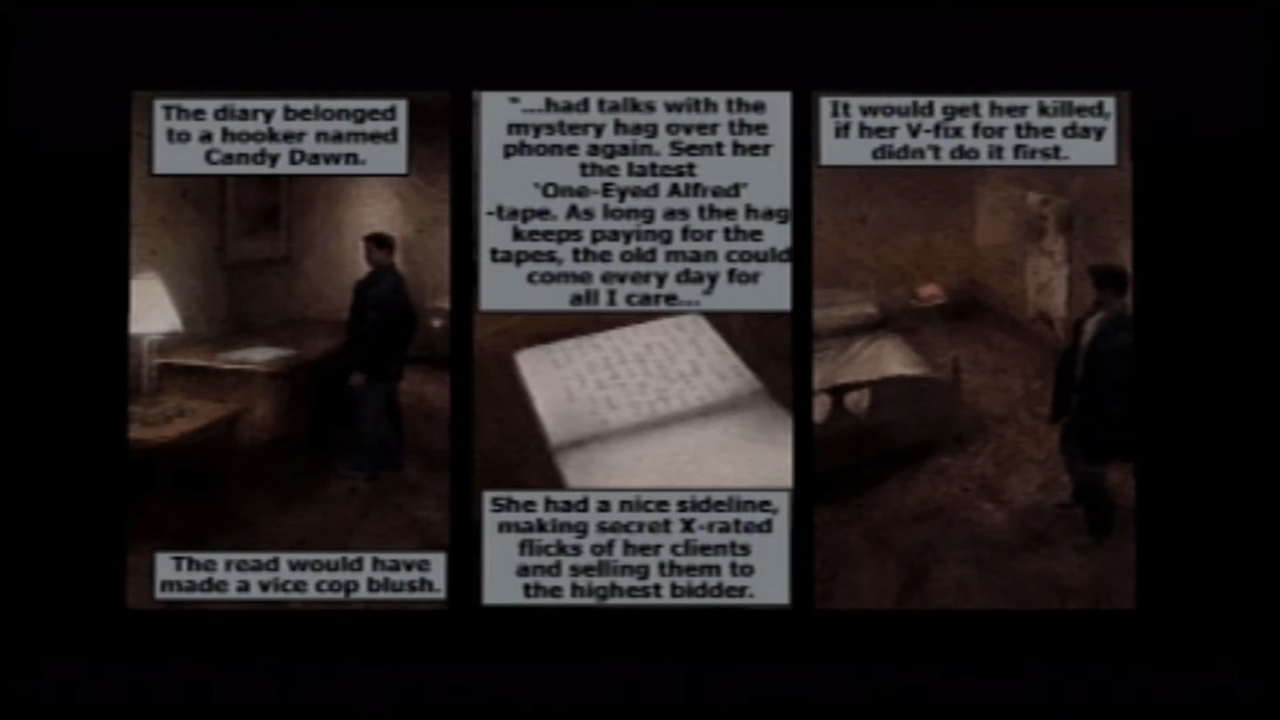 The diary belonged
to a hooker named
Candy Dawn.
The read would have
made a vice cop blush.
"...had talks with the
mystery hag over the
phone again. Sent her
the latest
'One-Eyed Alfred'
-tape. As long as the hag
keeps paying for the
tapes, the old man could
come every day for
all I care..."
She had a nice sideline,
making secret X-rated
flicks of her clients
and selling them to
the highest bidder.
It would get her killed,
if her V-fix for the day
didn't do it first.